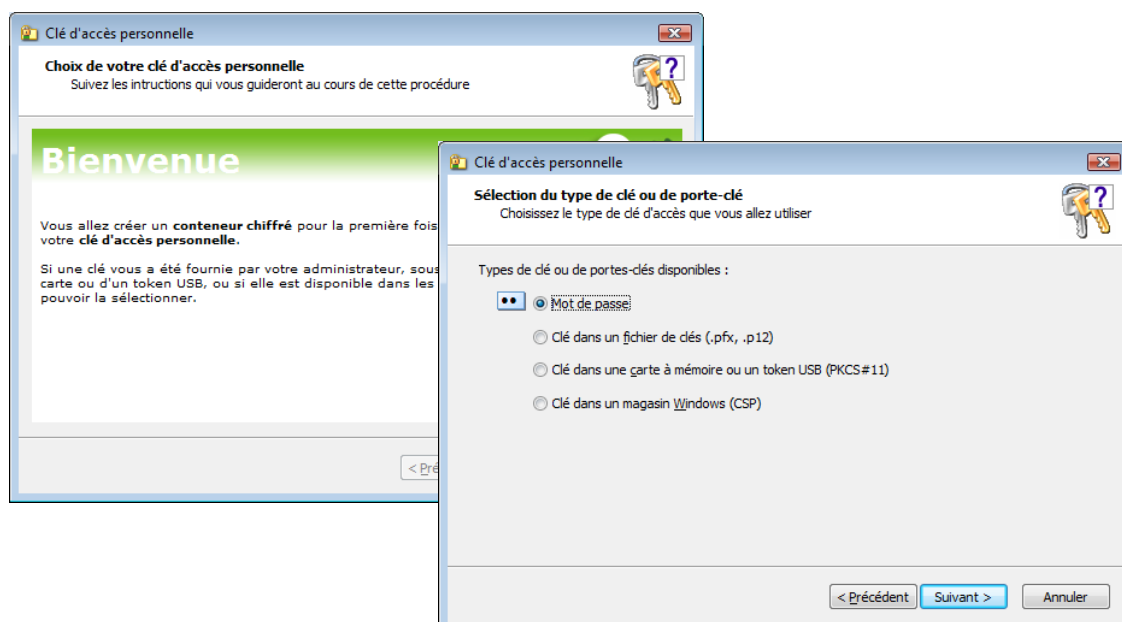 Clé d'accès personnelle
Choix de votre clé d'accès personnelle
Suivez les intructions qui vous guideront au cours de cette procédure
Bienvenue
Vous allez créer un conteneur chiffré pour la première fois
votre clé d'accès personnelle.
Si une clé vous a été fournie par votre administrateur, sous
carte ou d'un token USB, ou si elle est disponible dans les
pouvoir la sélectionner.
< Pré
Clé d'accès personnelle
Sélection du type de clé ou de porte-clé
Choisissez le type de clé d'accès que vous allez utiliser
Types de clé ou de portes-clés disponibles :
Mot de passe
Clé dans un fichier de clés (.pfx, .p12)
Clé dans une carte à mémoire ou un token USB (PKCS#11)
Clé dans un magasin Windows (CSP)
< Précédent
Suivant >
Annuler